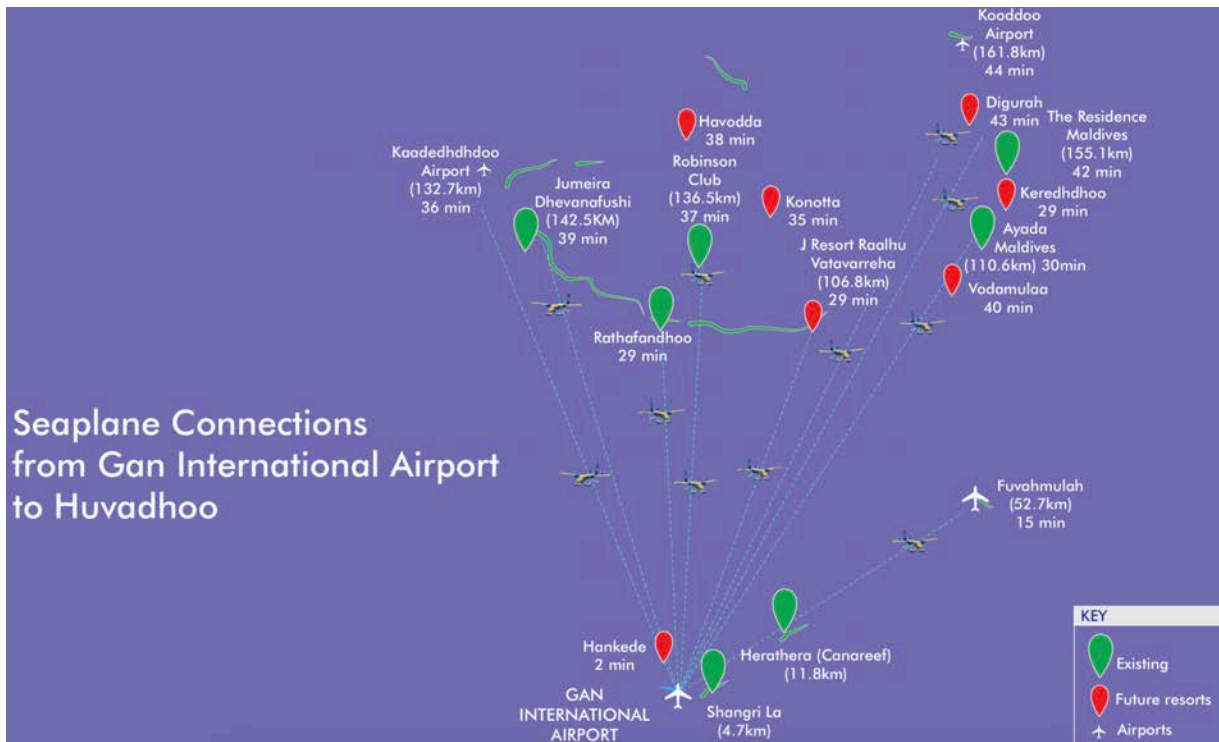 Kooddoo
Airport
(161.8km)
44 min
Digurah
43 min
The Residence
Maldives
(155.1km)
42 min
Havodda
38 min
Kaadedhdhdoo
Airport
(132.7km)
36 min
Jumeira
Dhevanafushi
(142.5KM)
39 min
Robinson
Club
(136.5km)
37 min
Konotta
35 min
Keredhdhoo
29 min
Ayada
Maldives
(110.6km) 30min
J Resort Raalhu
Vatavarreha
(106.8km)
29 min
Vodamulaa
40 min
Rathafandhoo
29 min
Seaplane Connections
from Gan International Airport
to Huvadhoo
Fuvahmulah
(52.7km)
15 min
Hankede
2 min
Herathera (Canareef)
(11.8km)
GAN
INTERNATIONAL
AIRPORT
Shangri La
(4.7km)
KEY
Existing
Future resorts
Airports